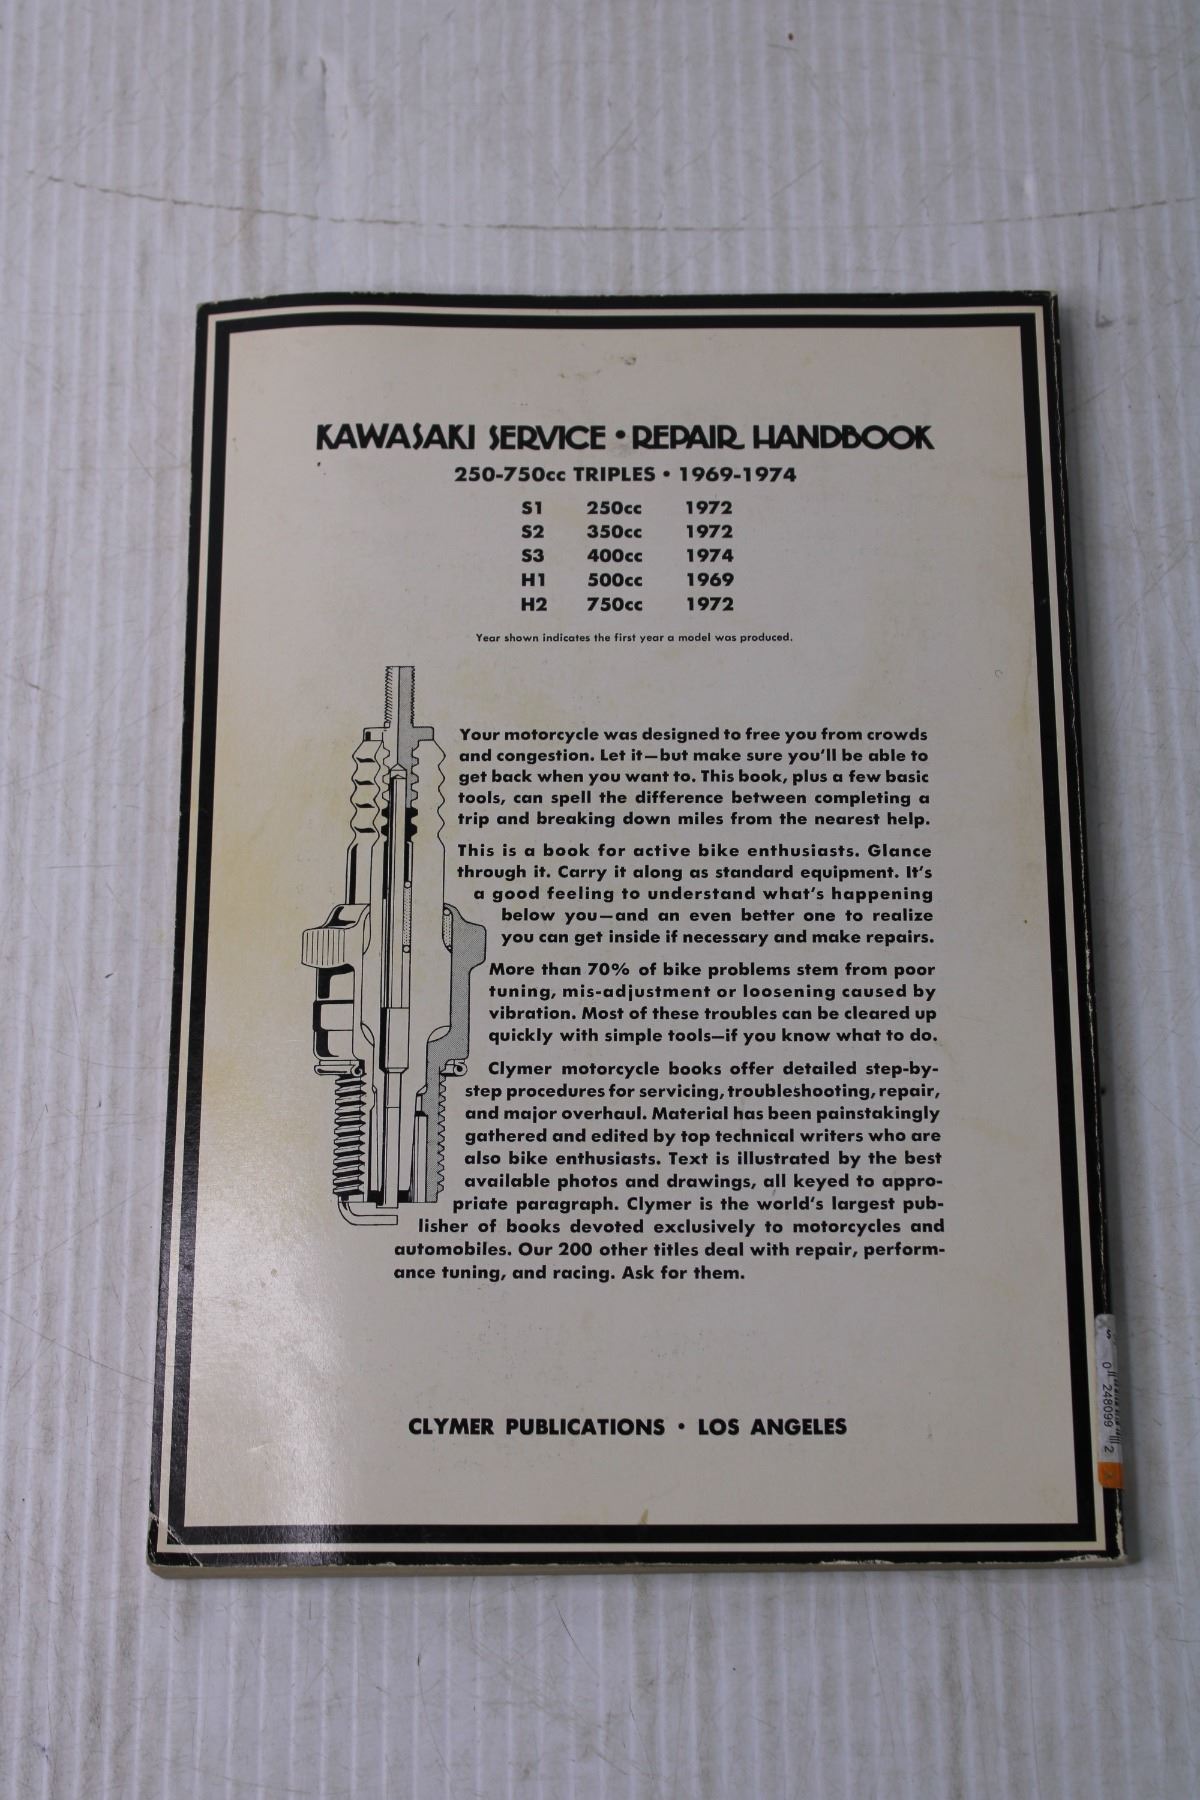 KAWASAKI SERVICE • REPAIR HANDBOOK
250-750cc TRIPLES • 1969-1974
S1 250cc 1972
S2 350cc 1972
S3 400cc 1974
H1 500cc 1969
H2 750cc 1972
Year shown indicates the first year a model was produced.
Your motorcycle was designed to free you from crowds
and congestion. Let it—but make sure you'll be able to
get back when you want to. This book, plus a few basic
tools, can spell the difference between completing a
trip and breaking down miles from the nearest help.
This is a book for active bike enthusiasts. Glance
through it. Carry it along as standard equipment. It's
a good feeling to understand what's happening
below you—and an even better one to realize
you can get inside if necessary and make repairs.
More than 70% of bike problems stem from poor
tuning, mis-adjustment or loosening caused by
vibration. Most of these troubles can be cleared up
quickly with simple tools—if you know what to do.
Clymer motorcycle books offer detailed step-by-
step procedures for servicing, troubleshooting, repair,
and major overhaul. Material has been painstakingly
gathered and edited by top technical writers who are
also bike enthusiasts. Text is illustrated by the best
available photos and drawings, all keyed to appro-
priate paragraph. Clymer is the world's largest pub-
lisher of books devoted exclusively to motorcycles and
automobiles. Our 200 other titles deal with repair, perform-
ance tuning, and racing. Ask for them.
CLYMER PUBLICATIONS • LOS ANGELES
S
0 248099 2